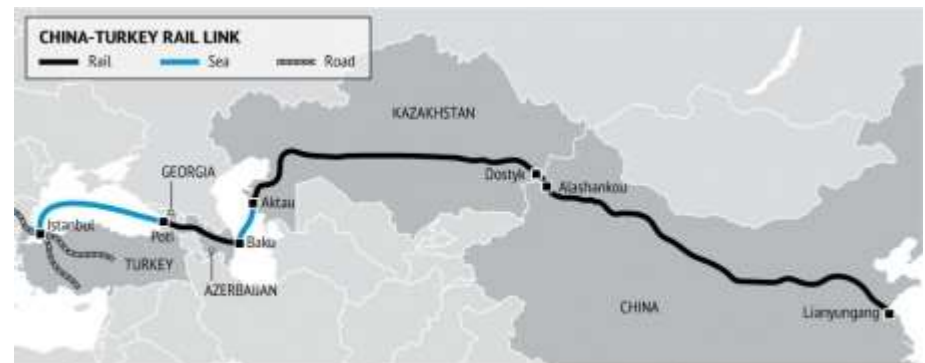 CHINA-TURKEY RAIL LINK
Rail Sea Road
KAZAKHSTAN
GEORGIA
Dostyk
Alashankou
Aktau
Istanbul
Poti
Baku
TURKEY
AZERBAIJAN
CHINA
Lianyungang